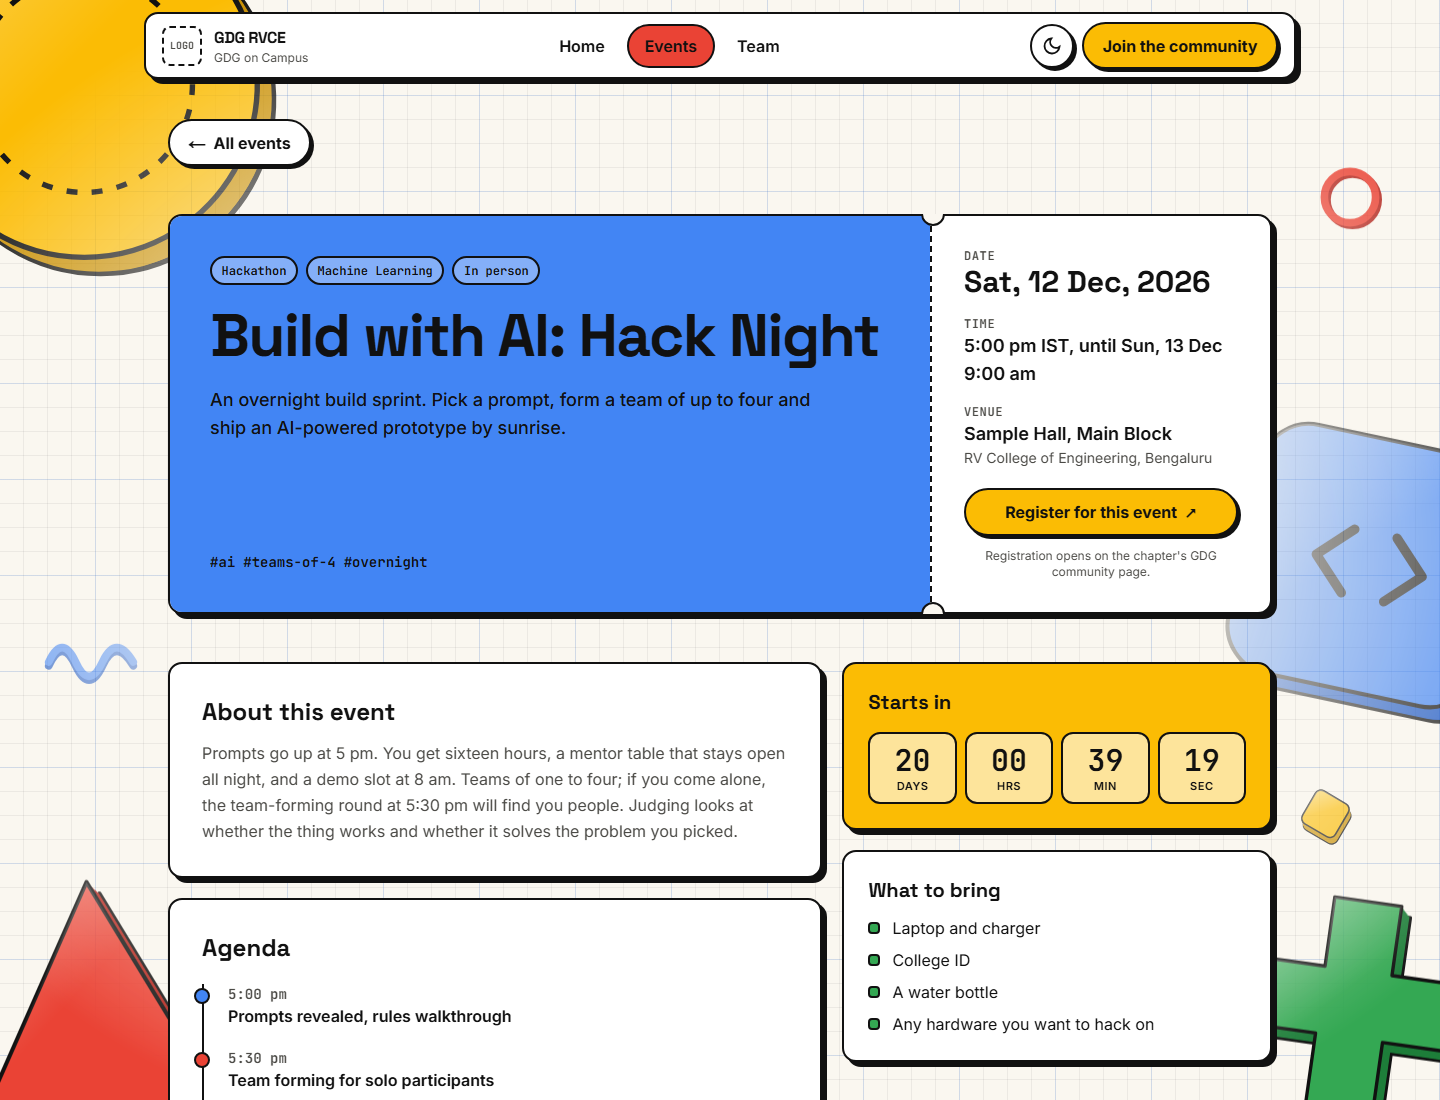 LOGO
GDG RVCE
GDG on Campus
Home
Events
Team
Join the community
← All events
Hackathon
Machine Learning
In person
Build with AI: Hack Night
An overnight build sprint. Pick a prompt, form a team of up to four and
ship an AI-powered prototype by sunrise.
#ai #teams-of-4 #overnight
DATE
Sat, 12 Dec, 2026
TIME
5:00 pm IST, until Sun, 13 Dec
9:00 am
VENUE
Sample Hall, Main Block
RV College of Engineering, Bengaluru
Register for this event ↗
Registration opens on the chapter's GDG
community page.
About this event
Prompts go up at 5 pm. You get sixteen hours, a mentor table that stays open
all night, and a demo slot at 8 am. Teams of one to four; if you come alone,
the team-forming round at 5:30 pm will find you people. Judging looks at
whether the thing works and whether it solves the problem you picked.
Agenda
5:00 pm
Prompts revealed, rules walkthrough
5:30 pm
Team forming for solo participants
Starts in
20 00 39 19
DAYS HRS MIN SEC
What to bring
Laptop and charger
College ID
A water bottle
Any hardware you want to hack on